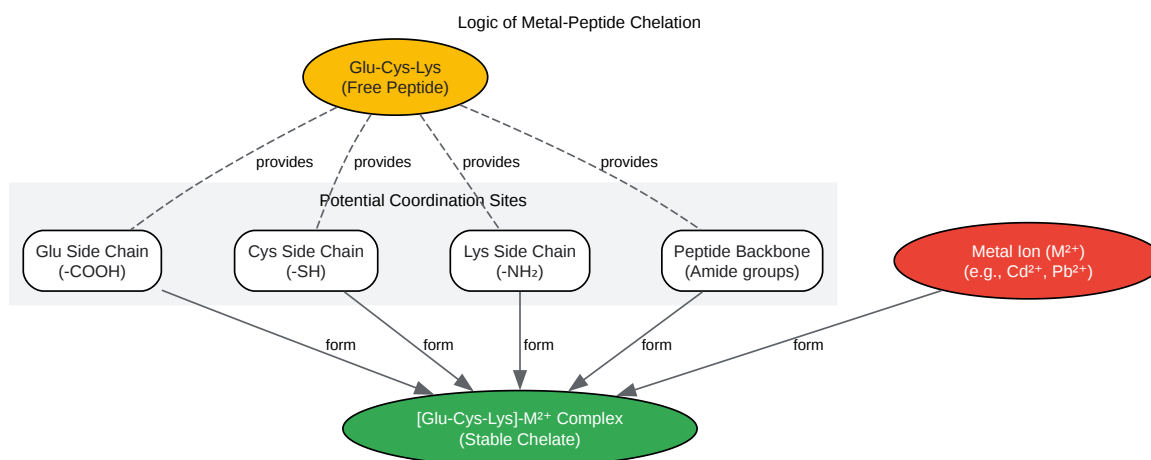 Logic of Metal-Peptide Chelation
Glu-Cys-Lys
(Free Peptide)
provides
provides
provides
provides
Potential Coordination Sites
Glu Side Chain
(-COOH)
Cys Side Chain
(-SH)
Lys Side Chain
(-NH₂)
Peptide Backbone
(Amide groups)
Metal Ion (M²⁺)
(e.g., Cd²⁺, Pb²⁺)
form
form
form
form
form
[Glu-Cys-Lys]-M²⁺ Complex
(Stable Chelate)